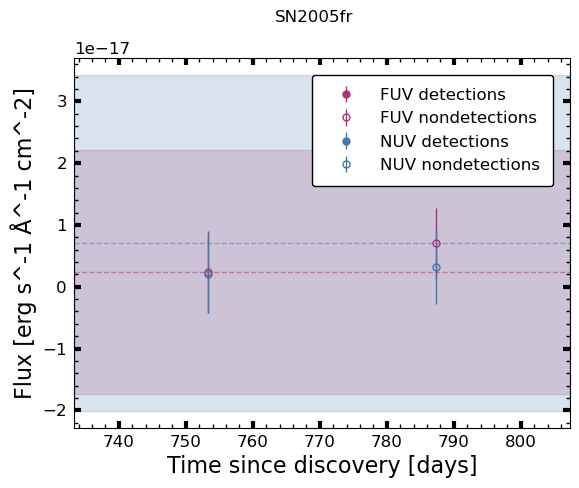 SN2005fr
1e−17
FUV detections
FUV nondetections
NUV detections
NUV nondetections
3
2
1
0
−1
−2
Flux [erg s^-1 Å^-1 cm^-2]
740 750 760 770 780 790 800
Time since discovery [days]